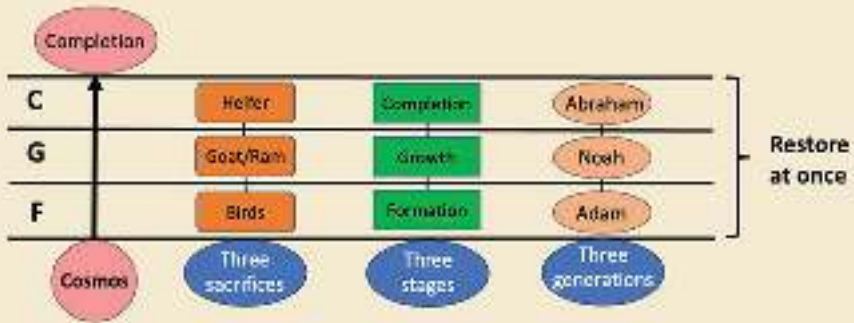 Completion
C
Heifer
Completion
Abraham
G
Goat/Ram
Growth
Noah
Restore
at once
F
Birds
Formation
Adam
Cosmos
Three
sacrifices
Three
stages
Three
generations